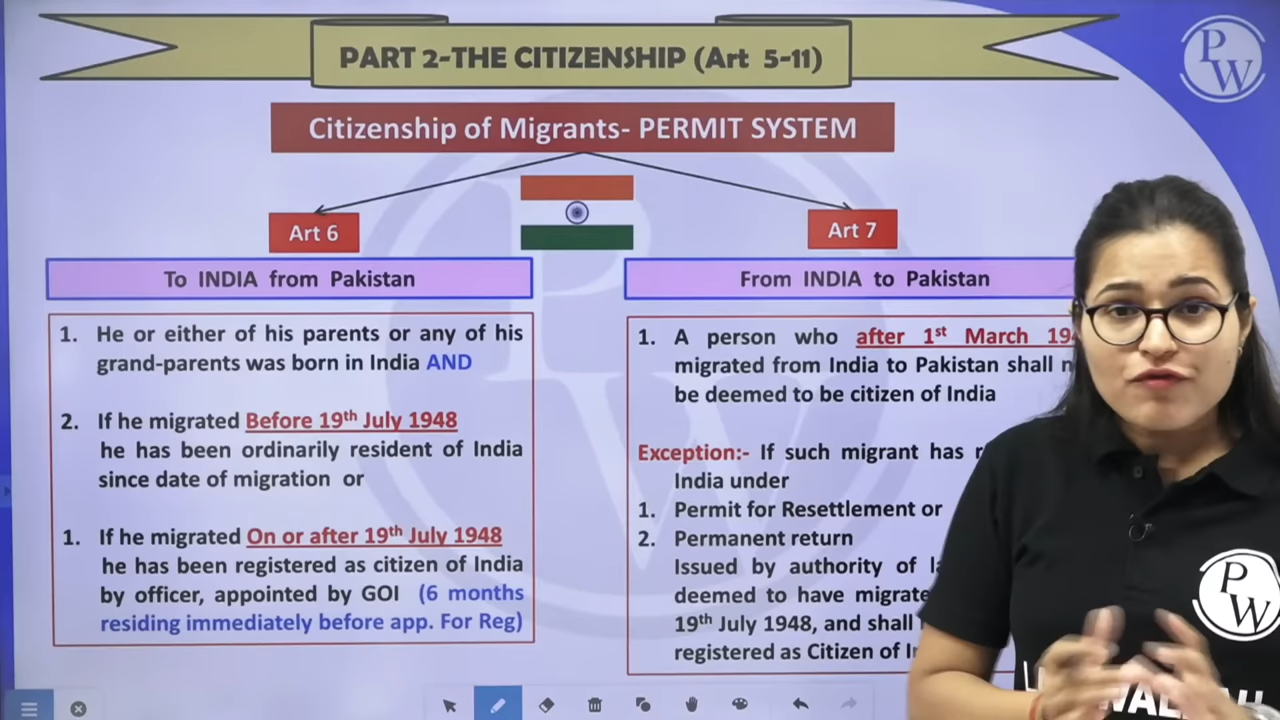 PART 2-THE CITIZENSHIP (Art 5-11)
PW
Citizenship of Migrants- PERMIT SYSTEM
Art 6
Art 7
To INDIA from Pakistan
From INDIA to Pakistan
1. He or either of his parents or any of his
grand-parents was born in India AND
2. If he migrated Before 19th July 1948
he has been ordinarily resident of India
since date of migration or
1. If he migrated On or after 19th July 1948
he has been registered as citizen of India
by officer, appointed by GOI (6 months
residing immediately before app. For Reg)
1. A person who after 1st March 19
migrated from India to Pakistan shall
be deemed to be citizen of India
Exception:- If such migrant has
India under
1. Permit for Resettlement or
2. Permanent return
Issued by authority of
deemed to have migrate
19th July 1948, and shall
registered as Citizen of
PW